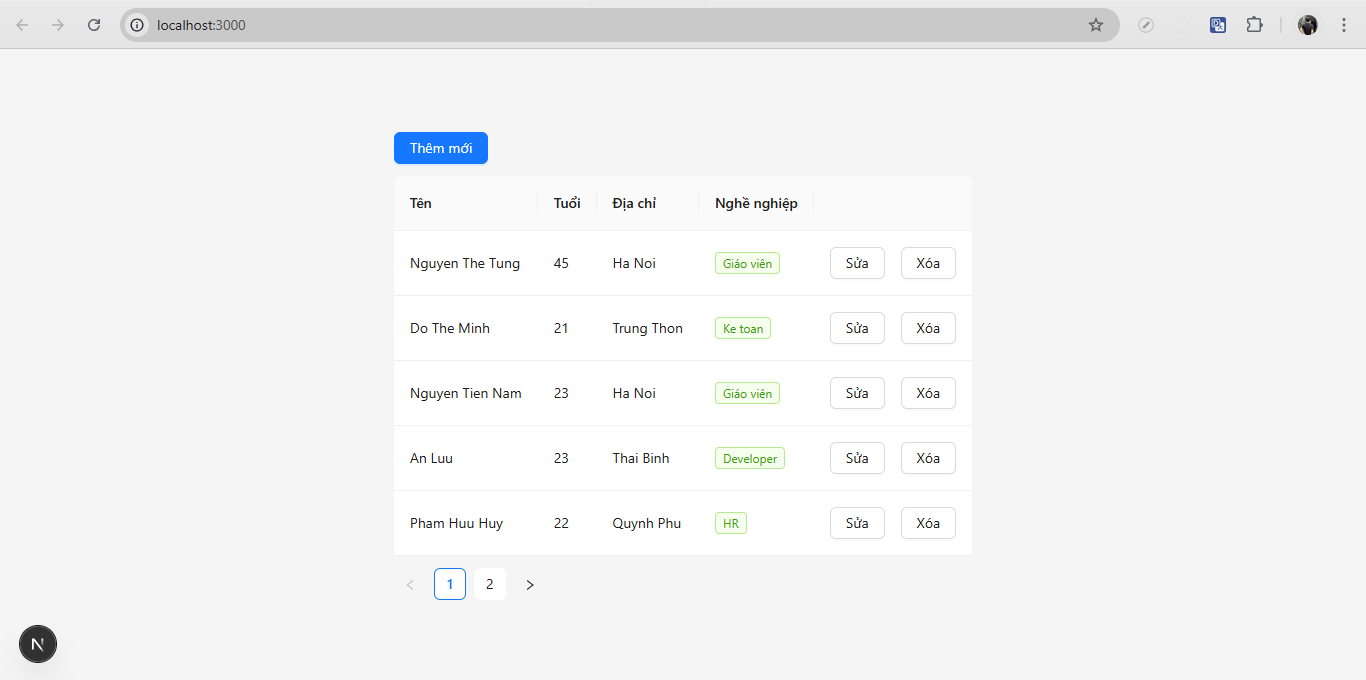 localhost:3000
Thêm mới
Tên Tuổi Địa chỉ Nghề nghiệp
Nguyen The Tung 45 Ha Noi Giáo viên Sửa Xóa
Do The Minh 21 Trung Thon Ke toan Sửa Xóa
Nguyen Tien Nam 23 Ha Noi Giáo viên Sửa Xóa
An Luu 23 Thai Binh Developer Sửa Xóa
Pham Huu Huy 22 Quynh Phu HR Sửa Xóa
1 2
N